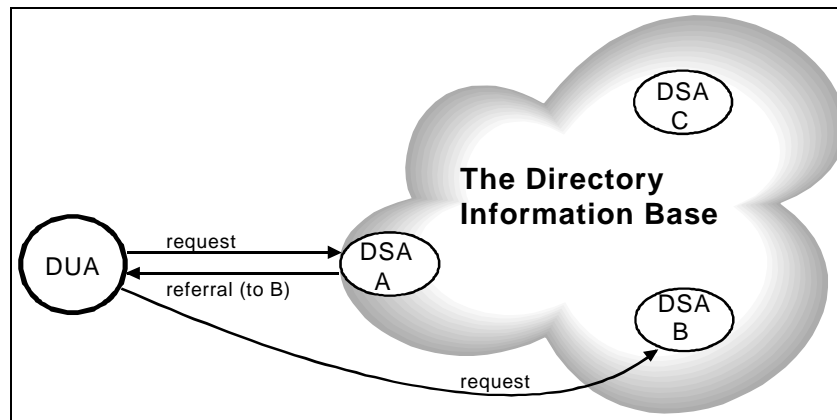 DSA
C
The Directory
Information Base
request
DUA
DSA
A
referral (to B)
DSA
B
request